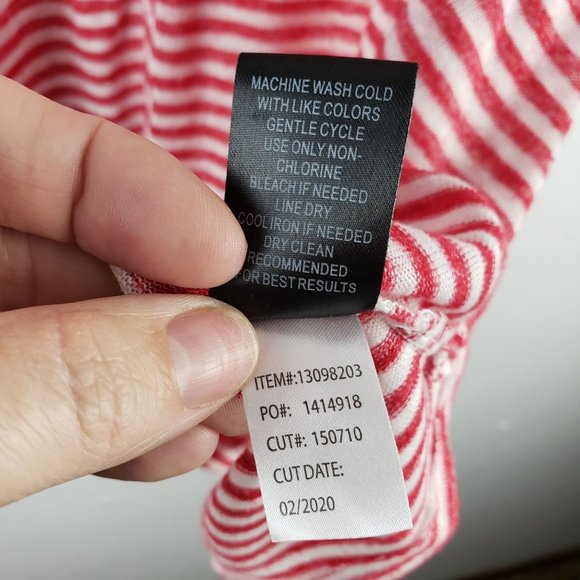 MACHINE WASH COLD
WITH LIKE COLORS
GENTLE CYCLE
USE ONLY NON-
CHLORINE
BLEACH IF NEEDED
LINE DRY
COOL IRON IF NEEDED
DRY CLEAN
RECOMMENDED
FOR BEST RESULTS
ITEM#:13098203
PO#: 1414918
CUT#: 150710
CUT DATE:
02/2020